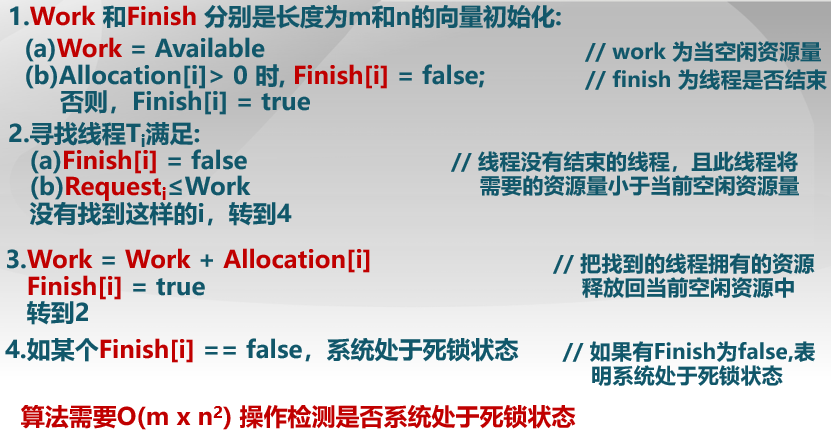 1.Work 和Finish 分别是长度为m和n的向量初始化:
(a)Work = Available // work 为当空闲资源量
(b)Allocation[i]> 0 时, Finish[i] = false; // finish 为线程是否结束
否则，Finish[i] = true
2.寻找线程Ti满足:
(a)Finish[i] = false // 线程没有结束的线程，且此线程将
(b)Requesti≤Work 需要的资源量小于当前空闲资源量
没有找到这样的i，转到4
3.Work = Work + Allocation[i] // 把找到的线程拥有的资源
Finish[i] = true 释放回当前空闲资源中
转到2
4.如某个Finish[i] == false，系统处于死锁状态 // 如果有Finish为false,表
明系统处于死锁状态
算法需要O(m x n²) 操作检测是否系统处于死锁状态